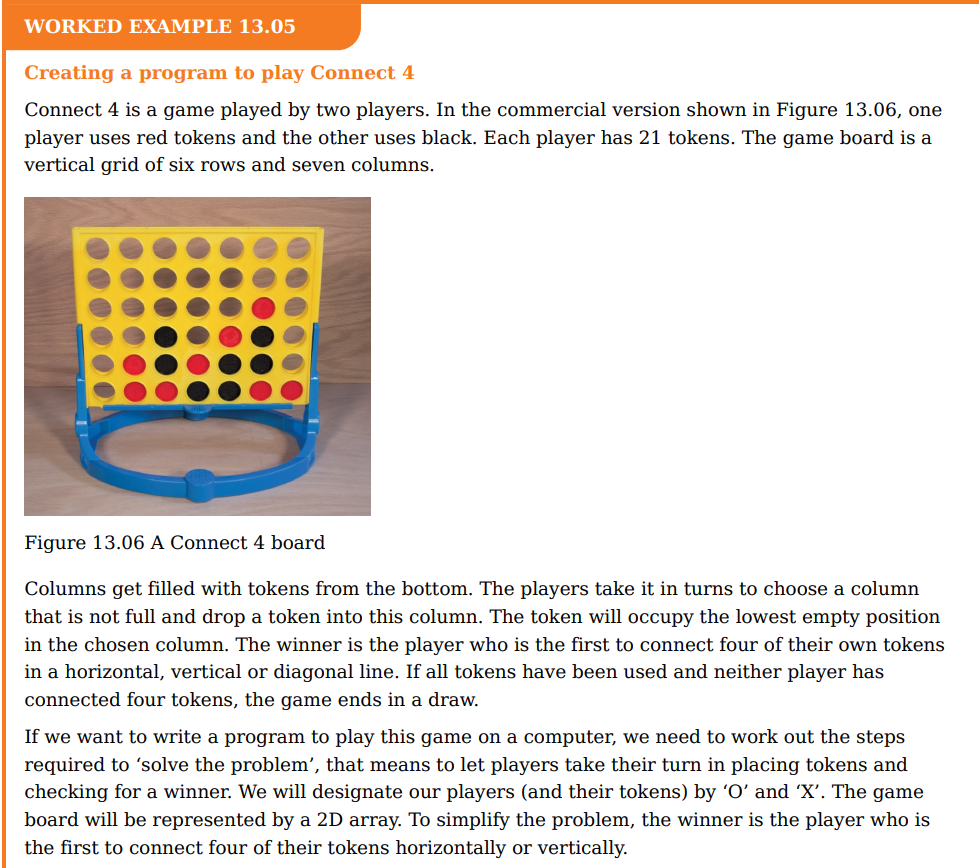 WORKED EXAMPLE 13.05
Creating a program to play Connect 4
Connect 4 is a game played by two players. In the commercial version shown in Figure 13.06, one
player uses red tokens and the other uses black. Each player has 21 tokens. The game board is a
vertical grid of six rows and seven columns.
Figure 13.06 A Connect 4 board
Columns get filled with tokens from the bottom. The players take it in turns to choose a column
that is not full and drop a token into this column. The token will occupy the lowest empty position
in the chosen column. The winner is the player who is the first to connect four of their own tokens
in a horizontal, vertical or diagonal line. If all tokens have been used and neither player has
connected four tokens, the game ends in a draw.
If we want to write a program to play this game on a computer, we need to work out the steps
required to ‘solve the problem’, that means to let players take their turn in placing tokens and
checking for a winner. We will designate our players (and their tokens) by ‘O’ and ‘X’. The game
board will be represented by a 2D array. To simplify the problem, the winner is the player who is
the first to connect four of their tokens horizontally or vertically.